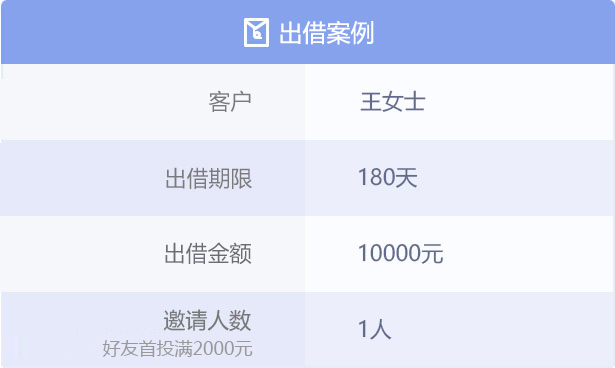 出借案例
客户 王女士
出借期限 180天
出借金额 10000元
邀请人数 1人
好友首投满2000元